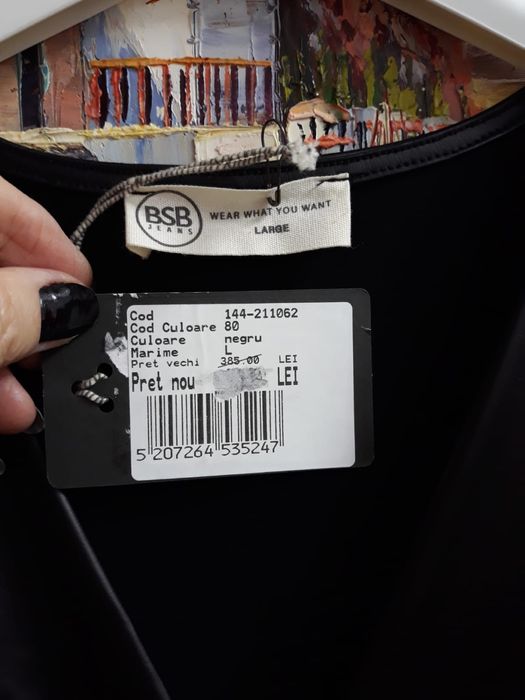 BSB
JEANS
WEAR WHAT YOU WANT
LARGE
Cod 144-211062
Cod Culoare 80
Culoare negru
Marime L
Pret vechi 385.00 LEI
Pret nou LEI
5 207264 535247